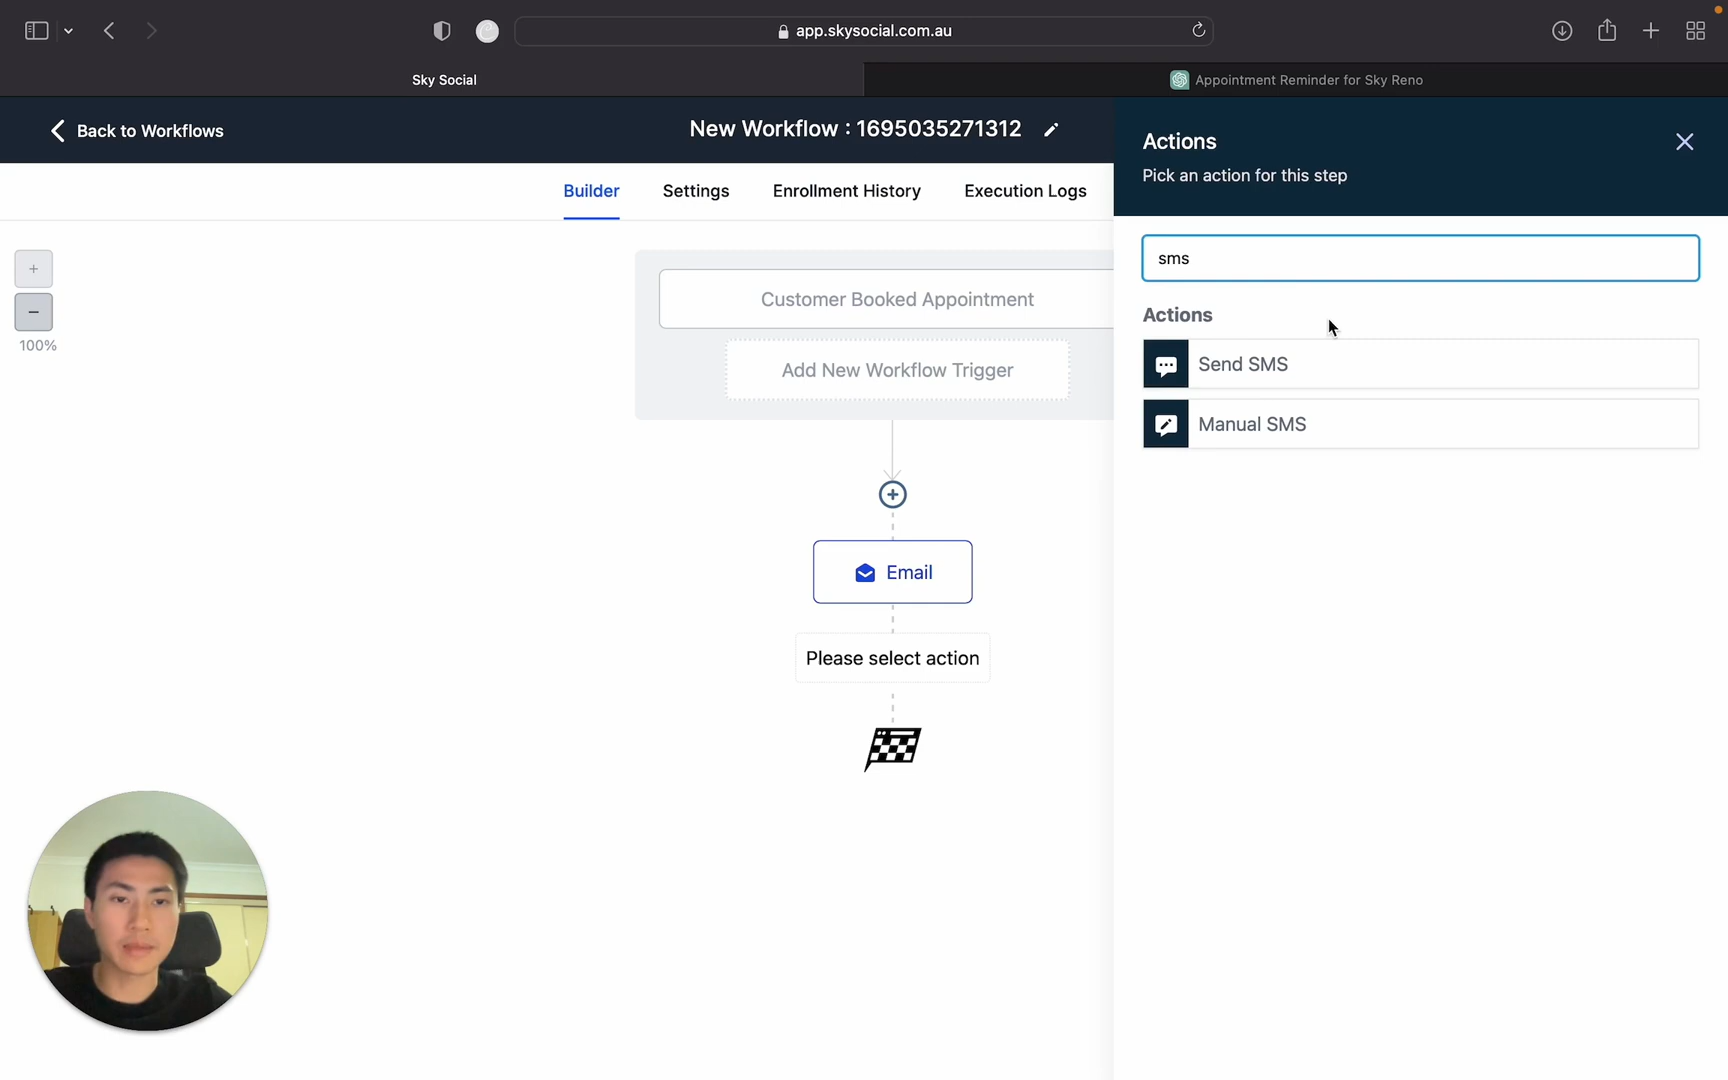 app.skysocial.com.au
Sky Social
Appointment Reminder for Sky Reno
Back to Workflows
New Workflow : 1695035271312
Actions
Pick an action for this step
Builder
Settings
Enrollment History
Execution Logs
sms
+
Customer Booked Appointment
Actions
−
100%
Add New Workflow Trigger
Send SMS
Manual SMS
Email
Please select action